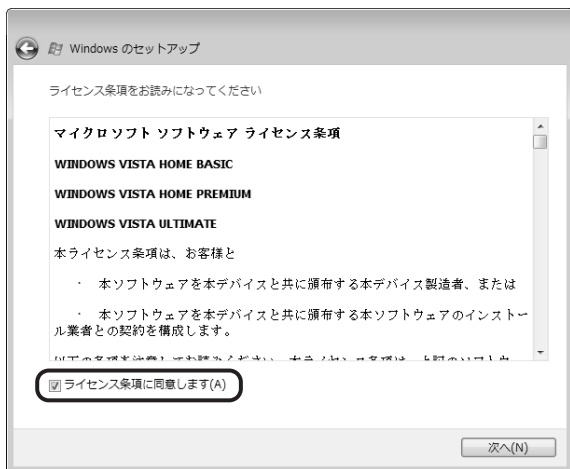 Windows のセットアップ
ライセンス条項をお読みになってください
マイクロソフト ソフトウェア ライセンス条項
WINDOWS VISTA HOME BASIC
WINDOWS VISTA HOME PREMIUM
WINDOWS VISTA ULTIMATE
本ライセンス条項は、お客様と
・ 本ソフトウェアを本デバイスと共に頒布する本デバイス製造者、または
・ 本ソフトウェアを本デバイスと共に頒布する本ソフトウェアのインストー
ル業者との契約を構成します。
ライセンス条項に同意します(A)
次へ(N)